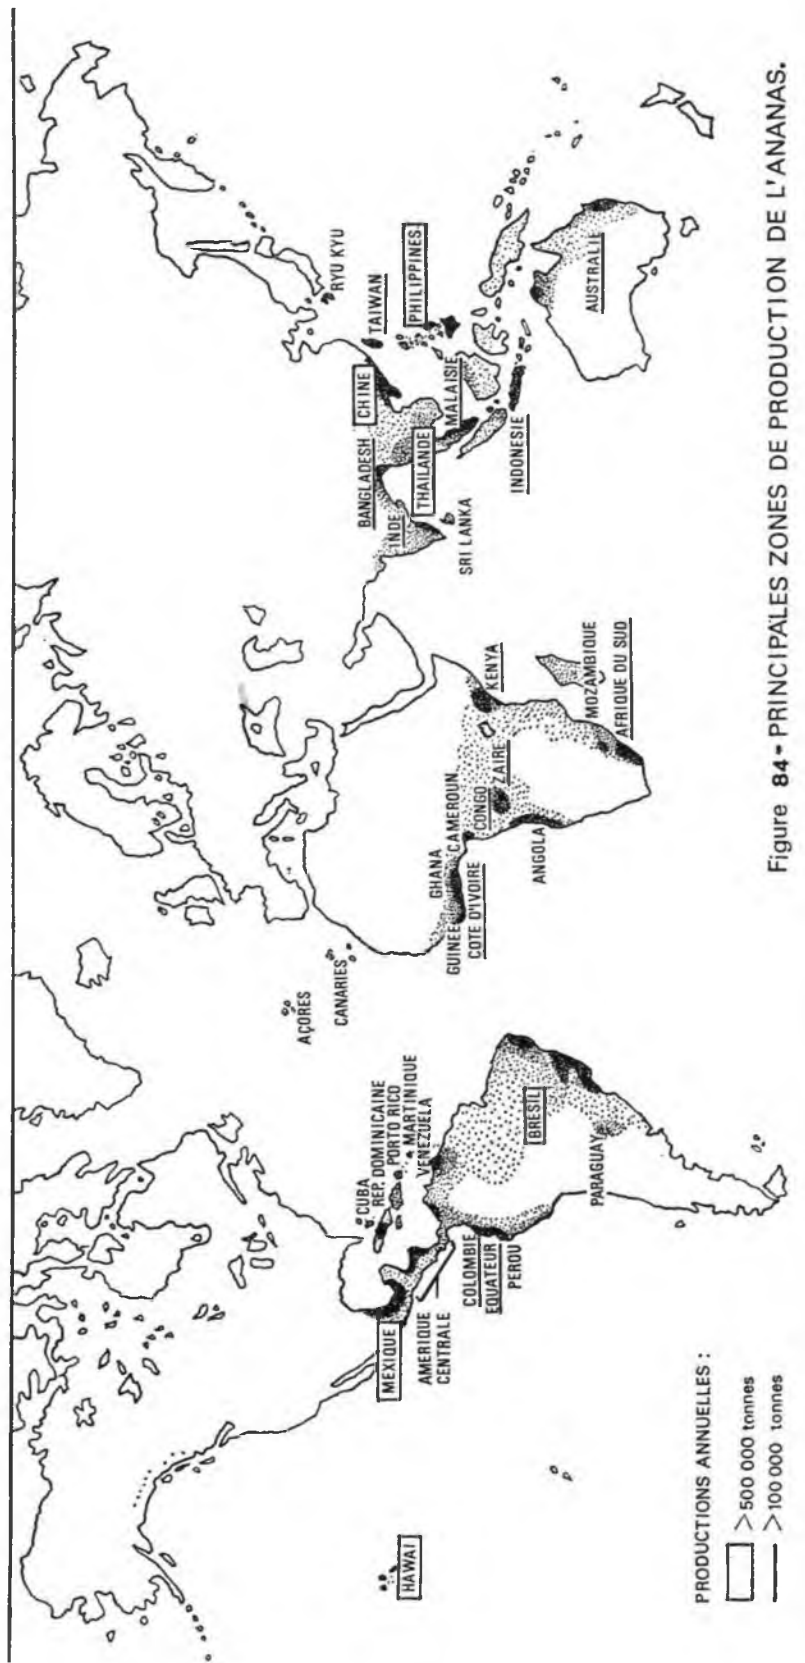 HAWAI
MEXIQUE
AMERIQUE
CENTRALE
CUBA
REP. DOMINICAINE
PORTO RICO
MARTINIQUE
VENEZUELA
COLOMBIE
EQUATEUR
PEROU
BRESIL
PARAGUAY
AÇORES
CANARIES
GUINEE
GHANA
COTE D'IVOIRE
CAMEROUN
CONGO
ZAIRE
ANGOLA
KENYA
MOZAMBIQUE
AFRIQUE DU SUD
BANGLADESH
INDE
SRI LANKA
CHINE
THAILANDE
MALAISIE
INDONESIE
TAIWAN
PHILIPPINES
RYU KYU
AUSTRALIE
PRODUCTIONS ANNUELLES :
>500 000 tonnes
>100 000 tonnes
Figure 84- PRINCIPALES ZONES DE PRODUCTION DE L'ANANAS.